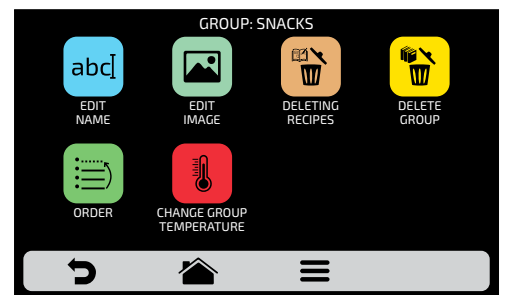 GROUP: SNACKS
abc
EDIT
NAME
EDIT
IMAGE
DELETING
RECIPES
DELETE
GROUP
ORDER
CHANGE GROUP
TEMPERATURE